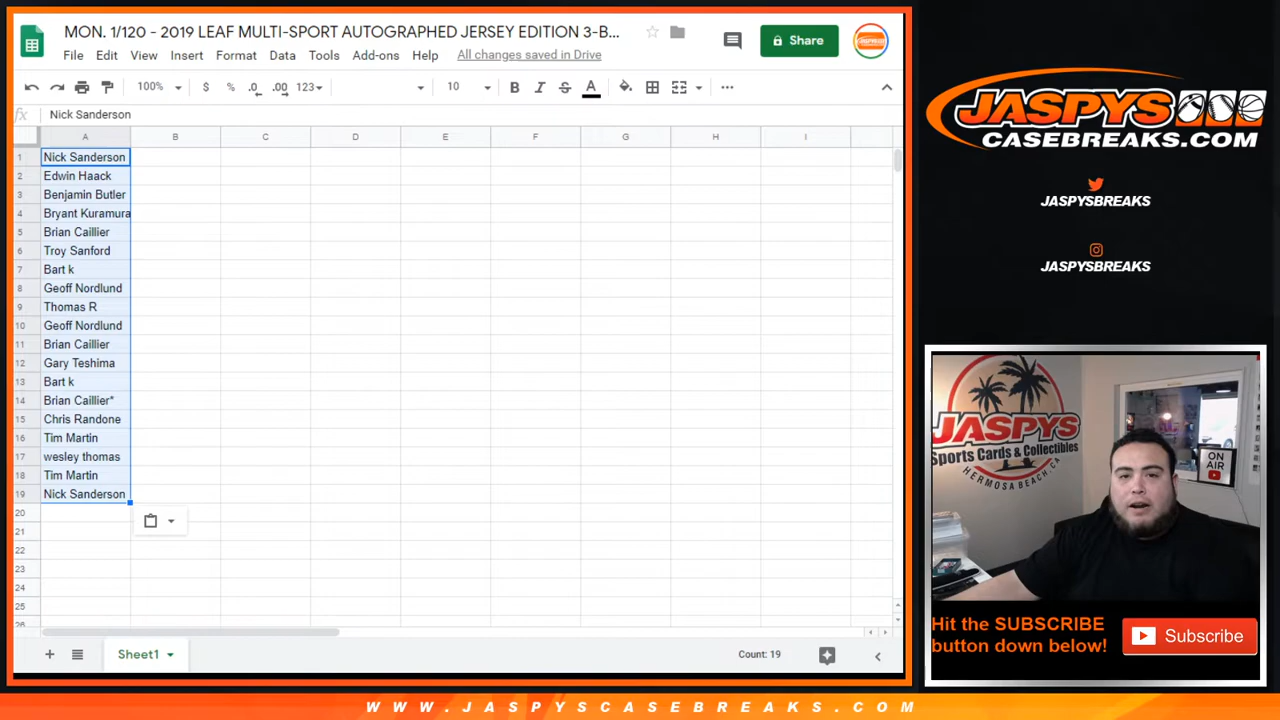 MON. 1/120 - 2019 LEAF MULTI-SPORT AUTOGRAPHED JERSEY EDITION 3-B...
File Edit View Insert Format Data Tools Add-ons Help All changes saved in Drive
Share
100% $ % .0 .00 123 10 B I S A
fx Nick Sanderson
A B C D E F G H I
1 Nick Sanderson
2 Edwin Haack
3 Benjamin Butler
4 Bryant Kuramura
5 Brian Caillier
6 Troy Sanford
7 Bart k
8 Geoff Nordlund
9 Thomas R
10 Geoff Nordlund
11 Brian Caillier
12 Gary Teshima
13 Bart k
14 Brian Caillier*
15 Chris Randone
16 Tim Martin
17 wesley thomas
18 Tim Martin
19 Nick Sanderson
20
21
22
23
24
25
26
Sheet1
Count: 19
JASPYS
CASEBREAKS.COM
JASPYSBREAKS
JASPYSBREAKS
JASPYS
Sports Cards & Collectibles
HERMOSA BEACH, CA
ON
AIR
Hit the SUBSCRIBE
button down below!
Subscribe
WWW.JASPYSCASEBREAKS.COM